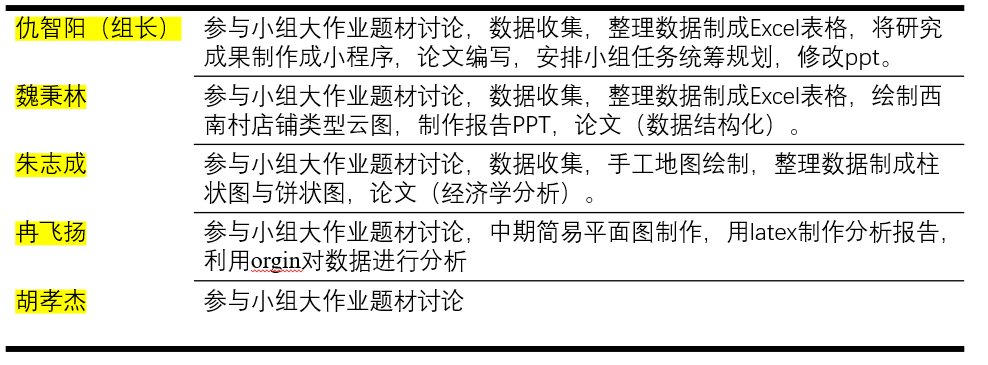 仇智阳（组长） 参与小组大作业题材讨论，数据收集，整理数据制成Excel表格，将研究
成果制作成小程序，论文编写，安排小组任务统筹规划，修改ppt。
魏秉林 参与小组大作业题材讨论，数据收集，整理数据制成Excel表格，绘制西
南村店铺类型云图，制作报告PPT，论文（数据结构化）。
朱志成 参与小组大作业题材讨论，数据收集，手工地图绘制，整理数据制成柱
状图与饼状图，论文（经济学分析）。
冉飞扬 参与小组大作业题材讨论，中期简易平面图制作，用latex制作分析报告，
利用orgin对数据进行分析
胡孝杰 参与小组大作业题材讨论